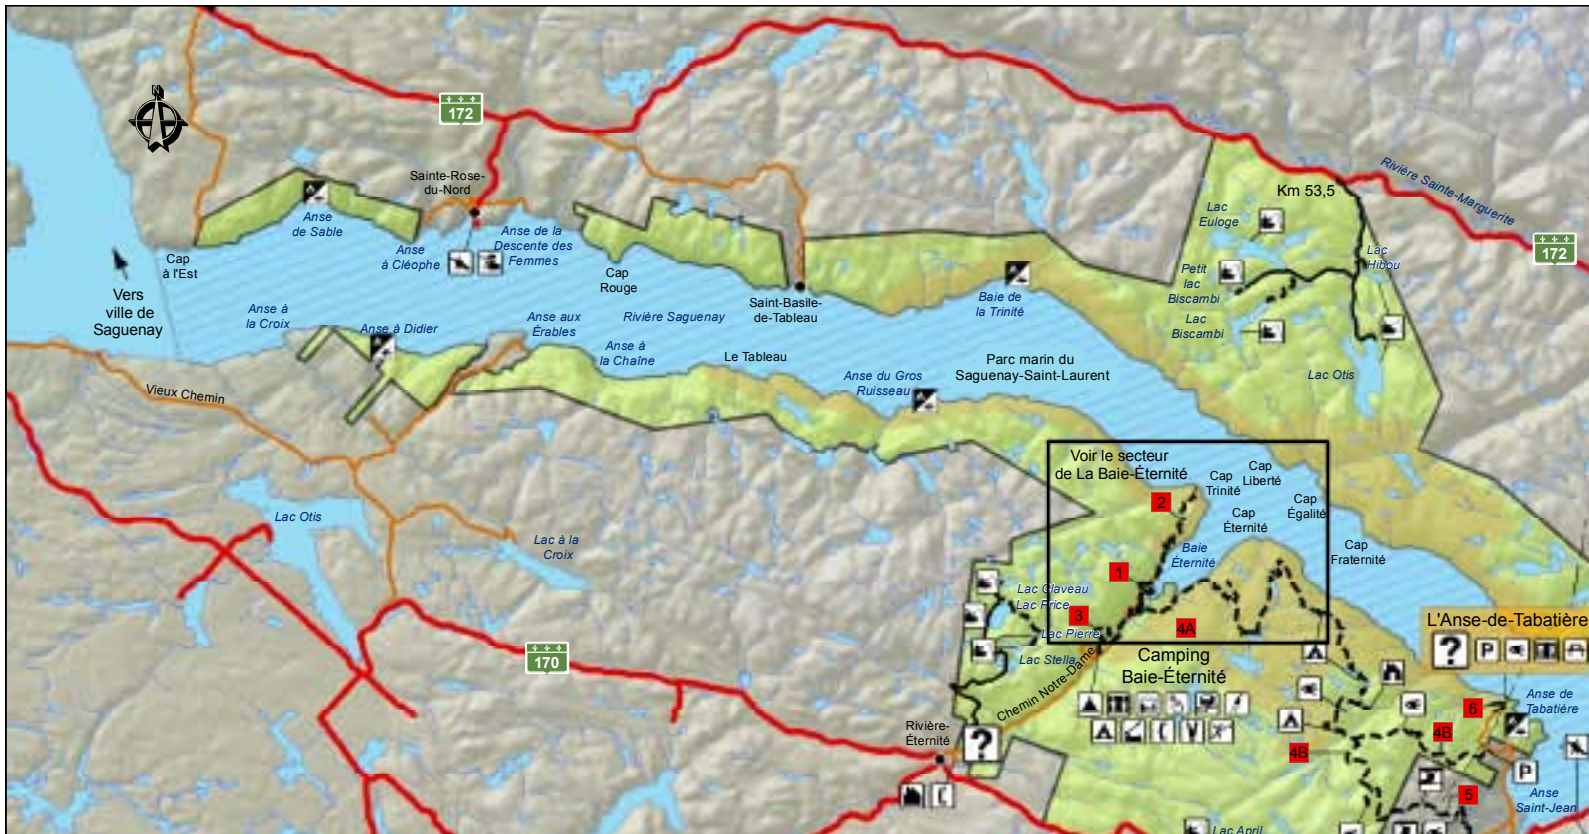 N
172
Sainte-Rose-
du-Nord
Anse
de Sable
Anse
à Cléophe
Anse de la
Descente des
Femmes
Cap
à l'Est
Cap
Rouge
Vers
ville de
Saguenay
Anse à
la Croix
Anse à Didier
Anse aux
Érables
Rivière Saguenay
Anse à
la Chaîne
Saint-Basile-
de-Tableau
Le Tableau
Baie de
la Trinité
Parc marin du
Saguenay-Saint-Laurent
Anse du Gros
Ruisseau
Km 53,5
Rivière Sainte-Marguerite
172
Lac
Euloge
Lac
Hibou
Petit
lac
Biscambi
Lac
Biscambi
Lac Otis
Vieux Chemin
Lac Otis
Lac à la
Croix
170
Voir le secteur
de La Baie-Éternité
Cap
Trinité
Cap
Liberté
Cap
Éternité
Cap
Égalité
Cap
Fraternité
Baie
Éternité
2
1
3
4A
Lac Claveau
Lac Frice
Lac Pierre
Lac Stella
Chemin Notre-Dame
Camping
Baie-Éternité
Rivière-
Éternité
?
L'Anse-de-Tabatière
?
P
Anse de
Tabatière
6
4B
4B
5
P
Anse
Saint-Jean
Lac April